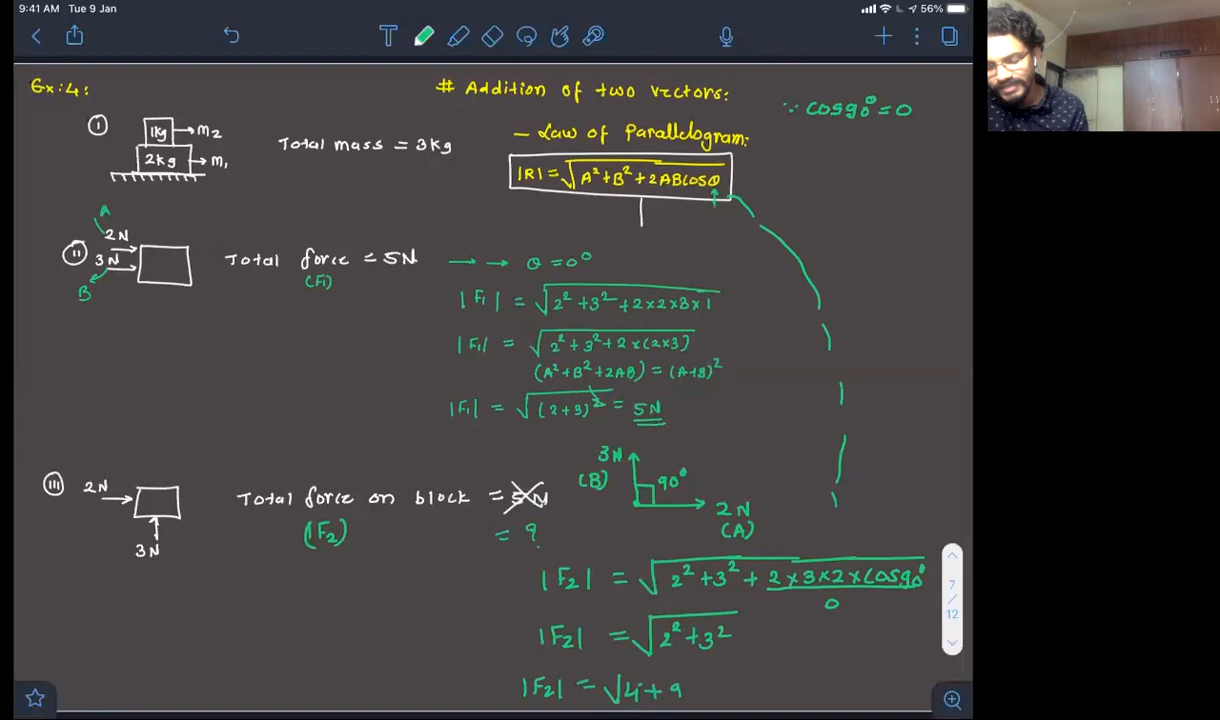 9:41 AM Tue 9 Jan
56%
Ex:4:
# Addition of two vectors:
∵ cos90° = 0
(I)
1kg → m2
2kg → m1
Total mass = 3kg
– Law of Parallelogram:
|R| = √A² + B² + 2ABcosθ
A
(II)
2N
3N
B
Total force = 5N
(F1)
→ → θ = 0°
|F1| = √2² + 3² + 2×2×3×1
|F1| = √2² + 3² + 2×(2×3)
(A² + B² + 2AB) = (A+B)²
|F1| = √(2+3)² = 5N
(III)
2N
3N
Total force on block = 5N
(|F2|)
= ?
3N
(B)
90°
2N
(A)
|F2| = √2² + 3² + 2×3×2×cos90°
0
|F2| = √2² + 3²
|F2| = √4 + 9
7
/
12